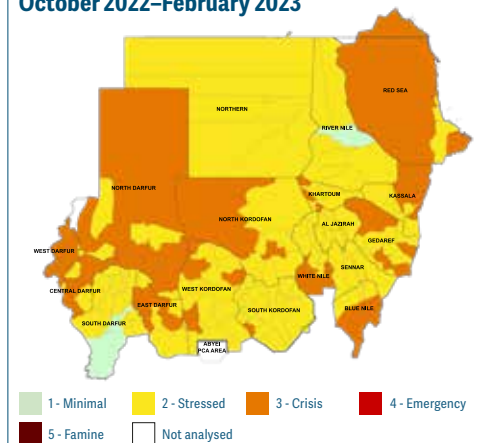 October 2022–February 2023
RED SEA
NORTHERN
RIVER NILE
NORTH DARFUR
KHARTOUM
KASSALA
NORTH KORDOFAN
AL JAZIRAH
GEDAREF
WEST DARFUR
SENNAR
WHITE NILE
CENTRAL DARFUR
WEST KORDOFAN
EAST DARFUR
SOUTH KORDOFAN
BLUE NILE
SOUTH DARFUR
ABYEI
PCA AREA
1 - Minimal
2 - Stressed
3 - Crisis
4 - Emergency
5 - Famine
Not analysed